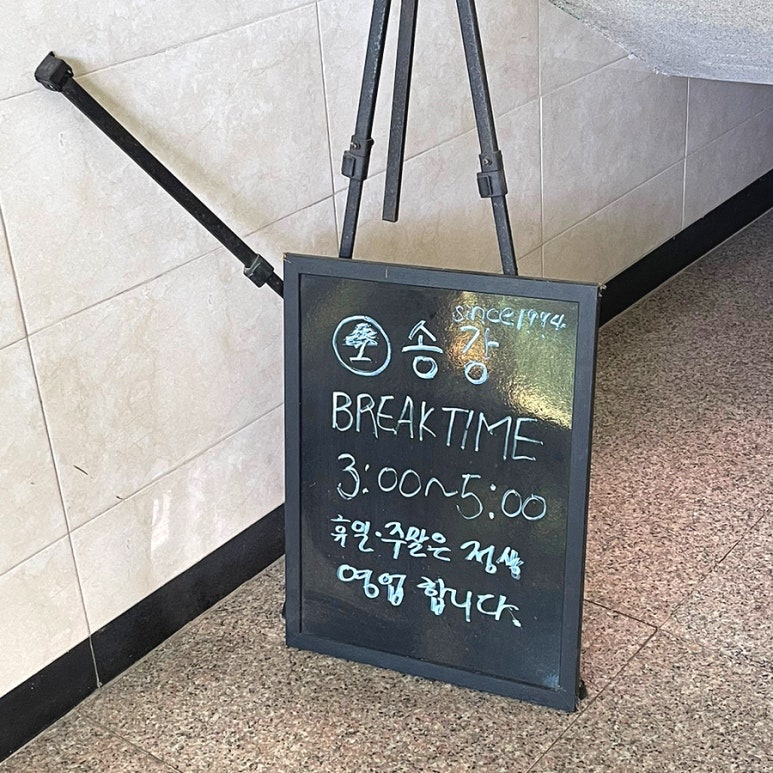 since 1994.
송강
BREAKTIME
3:00~5:00
휴일·주말은 정상
영업 합니다.